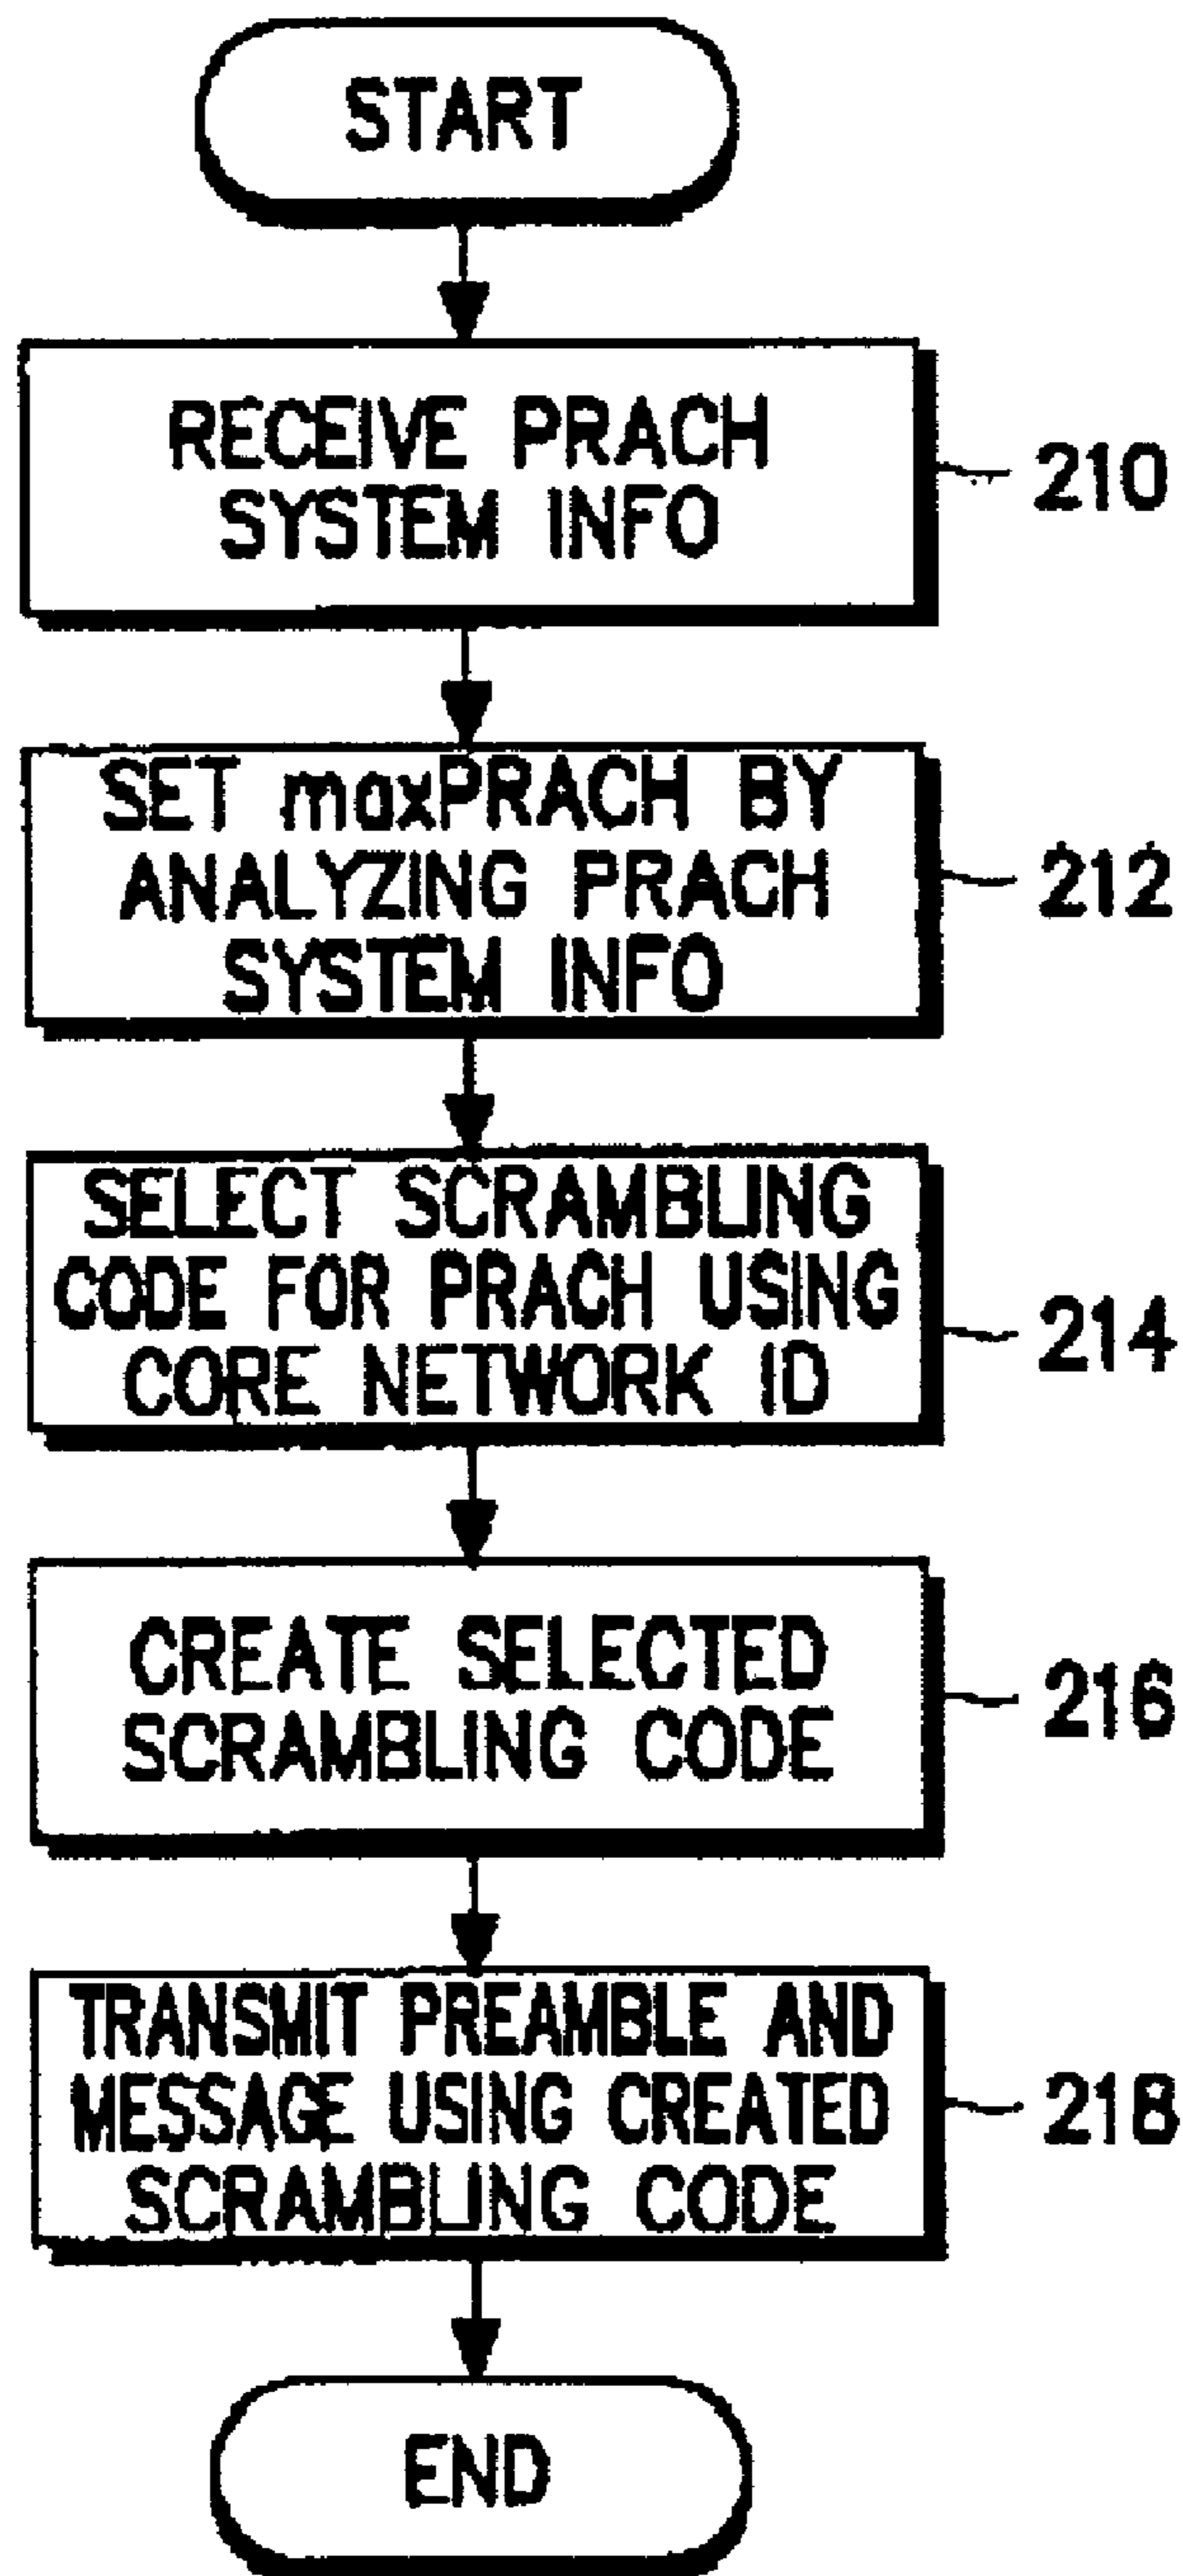 START
RECEIVE PRACH
SYSTEM INFO
210
SET maxPRACH BY
ANALYZING PRACH
SYSTEM INFO
212
SELECT SCRAMBLING
CODE FOR PRACH USING
CORE NETWORK ID
214
CREATE SELECTED
SCRAMBLING CODE
216
TRANSMIT PREAMBLE AND
MESSAGE USING CREATED
SCRAMBLING CODE
218
END